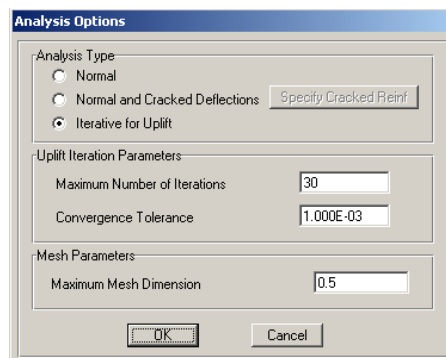 Analysis Options
Analysis Type
Normal
Normal and Cracked Deflections Specify Cracked Reinf
Iterative for Uplift
Uplift Iteration Parameters
Maximum Number of Iterations 30
Convergence Tolerance 1.000E-03
Mesh Parameters
Maximum Mesh Dimension 0.5
OK Cancel